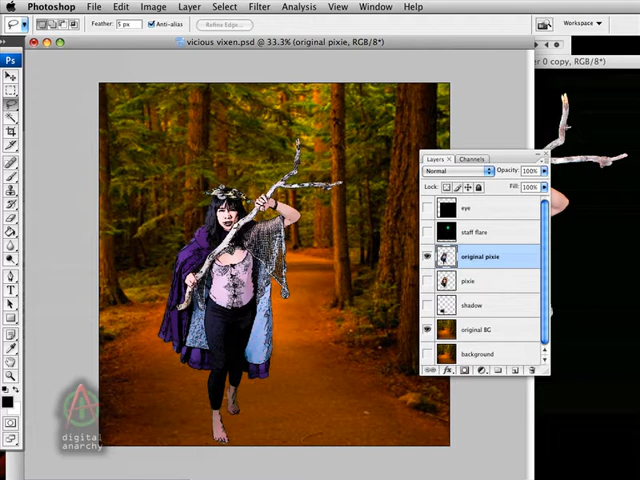 Photoshop File Edit Image Layer Select Filter Analysis View Window Help
Feather: 5 px Anti-alias Refine Edge... Workspace
vicious vixen.psd @ 33.3% (original pixie, RGB/8*)
er 0 copy, RGB/8*)
Ps
Layers Channels
Normal Opacity: 100%
Lock: Fill: 100%
eye
staff flare
original pixie
pixie
shadow
original BG
background
digital
anarchy